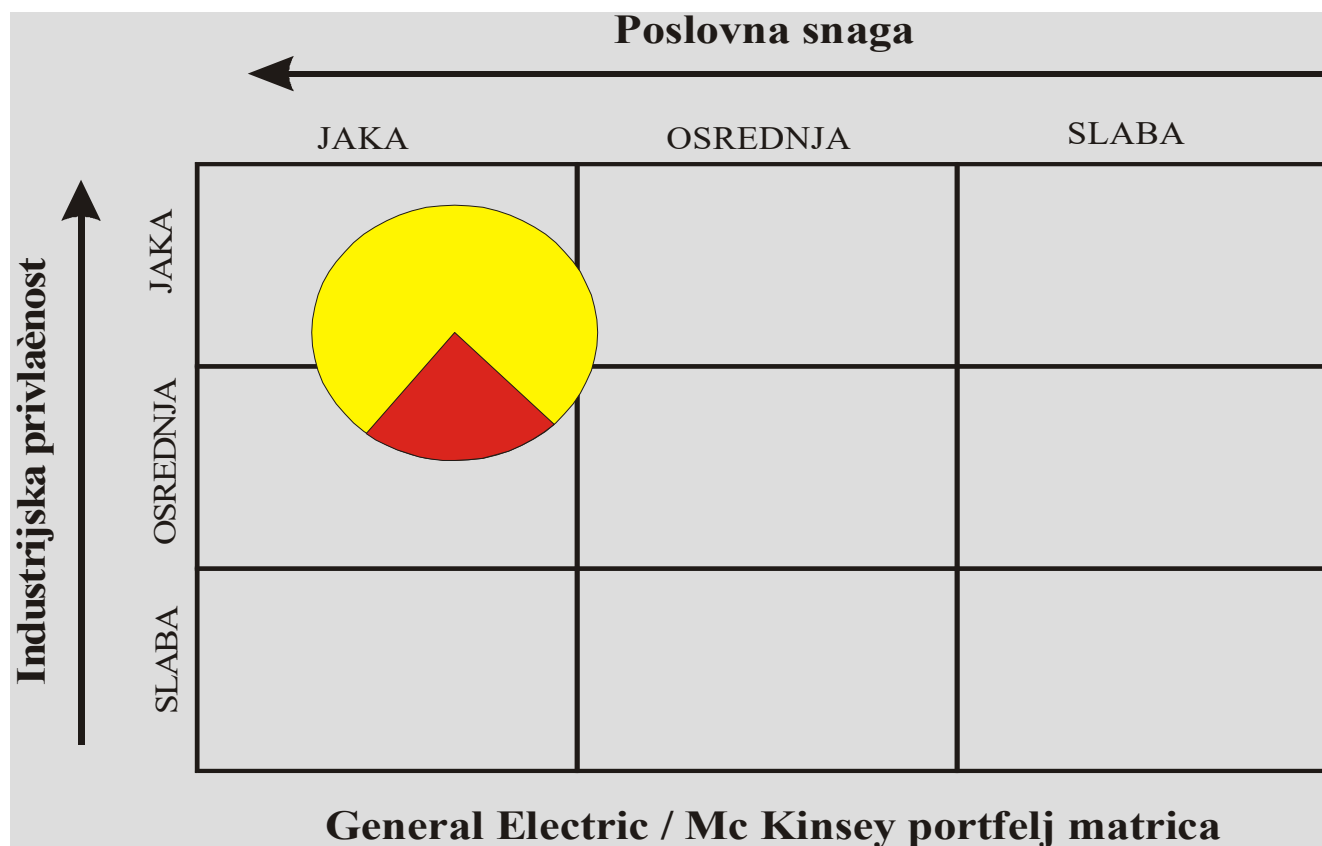 Poslovna snaga
JAKA
OSREDNJA
SLABA
Industrijska privlaènost
JAKA
OSREDNJA
SLABA
General Electric / Mc Kinsey portfelj matrica